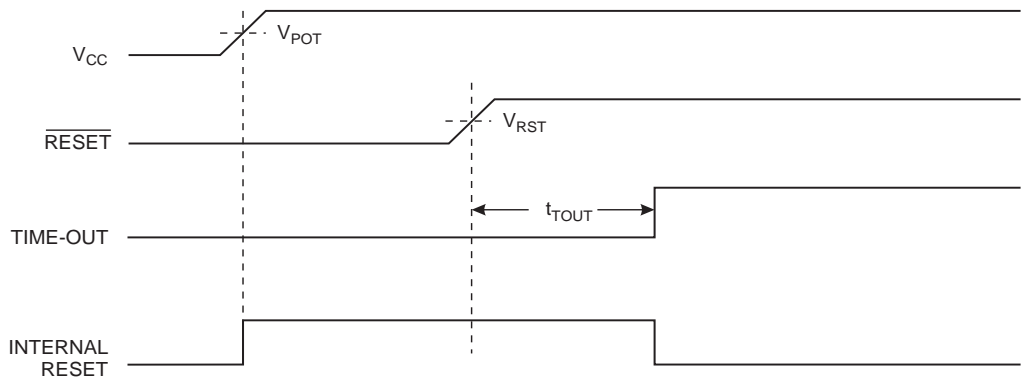 V_POT
V_CC
V_RST
RESET
t_TOUT
TIME-OUT
INTERNAL
RESET